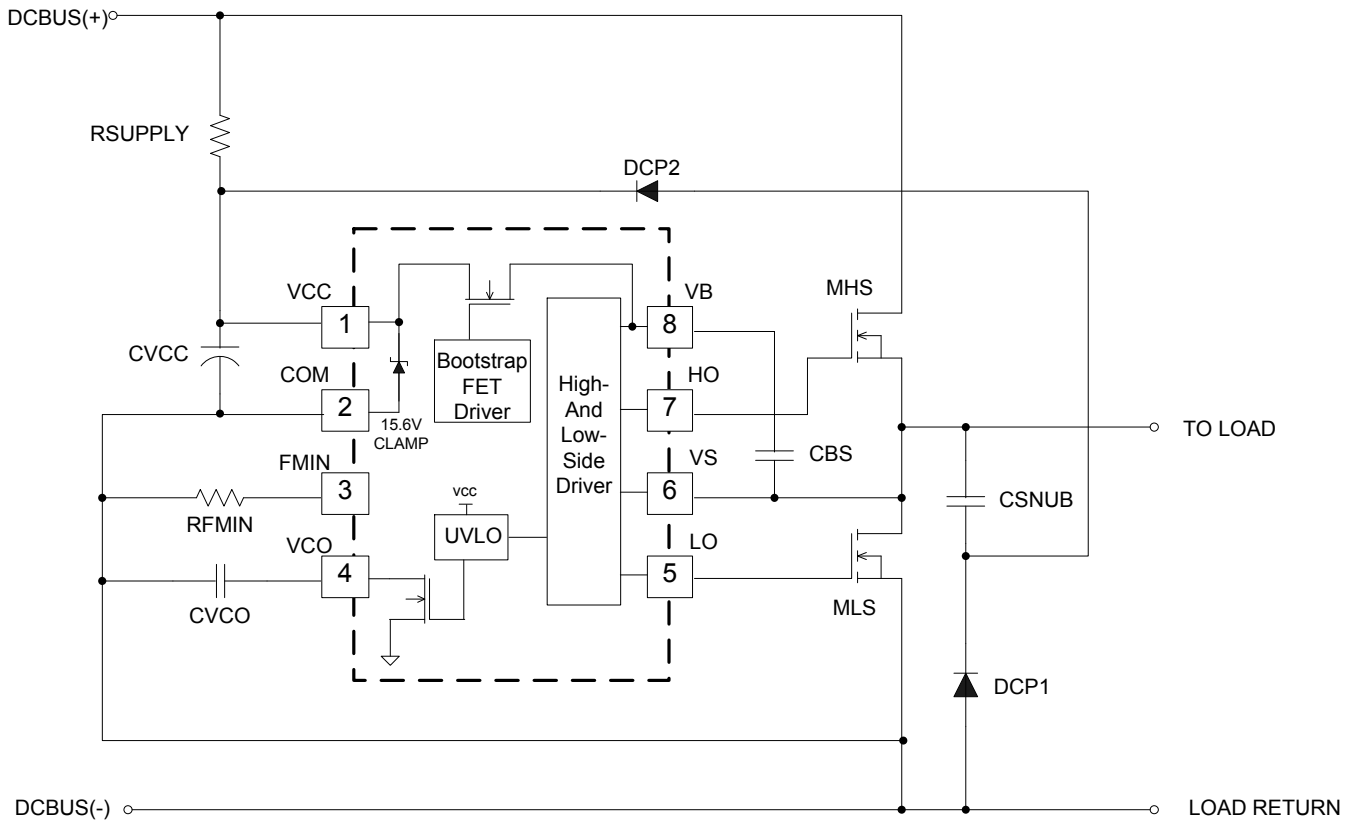 DCBUS(+)
RSUPPLY
DCP2
VCC
1
VB
8
MHS
CVCC
COM
2
15.6V
CLAMP
Bootstrap
FET
Driver
High-
And
Low-
Side
Driver
HO
7
TO LOAD
FMIN
3
RFMIN
VS
6
CBS
CSNUB
vcc
UVLO
VCO
4
CVCO
LO
5
MLS
DCP1
DCBUS(-)
LOAD RETURN